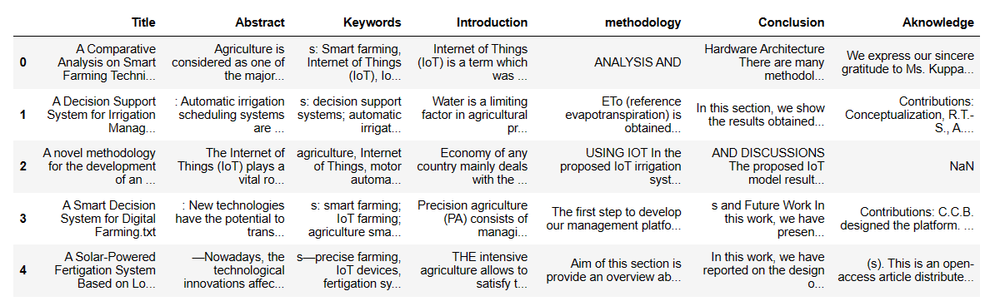 Title Abstract Keywords Introduction methodology Conclusion Aknowledge
0
A Comparative
Analysis on Smart
Farming Techni...
Agriculture is
considered as one of
the major...
s: Smart farming,
Internet of Things
(IoT), Io...
Internet of Things
(IoT) is a term which
was ...
ANALYSIS AND
Hardware Architecture
There are many
methodol...
We express our sincere
gratitude to Ms. Kuppa...
1
A Decision Support
System for Irrigation
Manag...
: Automatic irrigation
scheduling systems
are ...
s: decision support
systems; automatic
irrigat...
Water is a limiting
factor in agricultural
pr...
ETo (reference
evapotranspiration) is
obtained...
In this section, we show
the results obtained...
Contributions:
Conceptualization, R.T.-
S., A....
2
A novel methodology
for the development
of an ...
The Internet of
Things (IoT) plays a
vital ro...
agriculture, Internet
of Things, motor
automa...
Economy of any
country mainly deals
with the ...
USING IOT In the
proposed IoT irrigation
syst...
AND DISCUSSIONS
The proposed IoT
model result...
NaN
3
A Smart Decision
System for Digital
Farming.txt
: New technologies
have the potential to
trans...
s: smart farming;
IoT farming;
agriculture sma...
Precision agriculture
(PA) consists of
managi...
The first step to develop
our management platfo...
s and Future Work In
this work, we have
presen...
Contributions: C.C.B.
designed the platform. ...
4
A Solar-Powered
Fertigation System
Based on Lo...
—Nowadays, the
technological
innovations affec...
s—precise farming,
IoT devices,
fertigation sy...
THE intensive
agriculture allows to
satisfy t...
Aim of this section is
provide an overview ab...
In this work, we have
reported on the design
o...
(s). This is an open-
access article distribute...